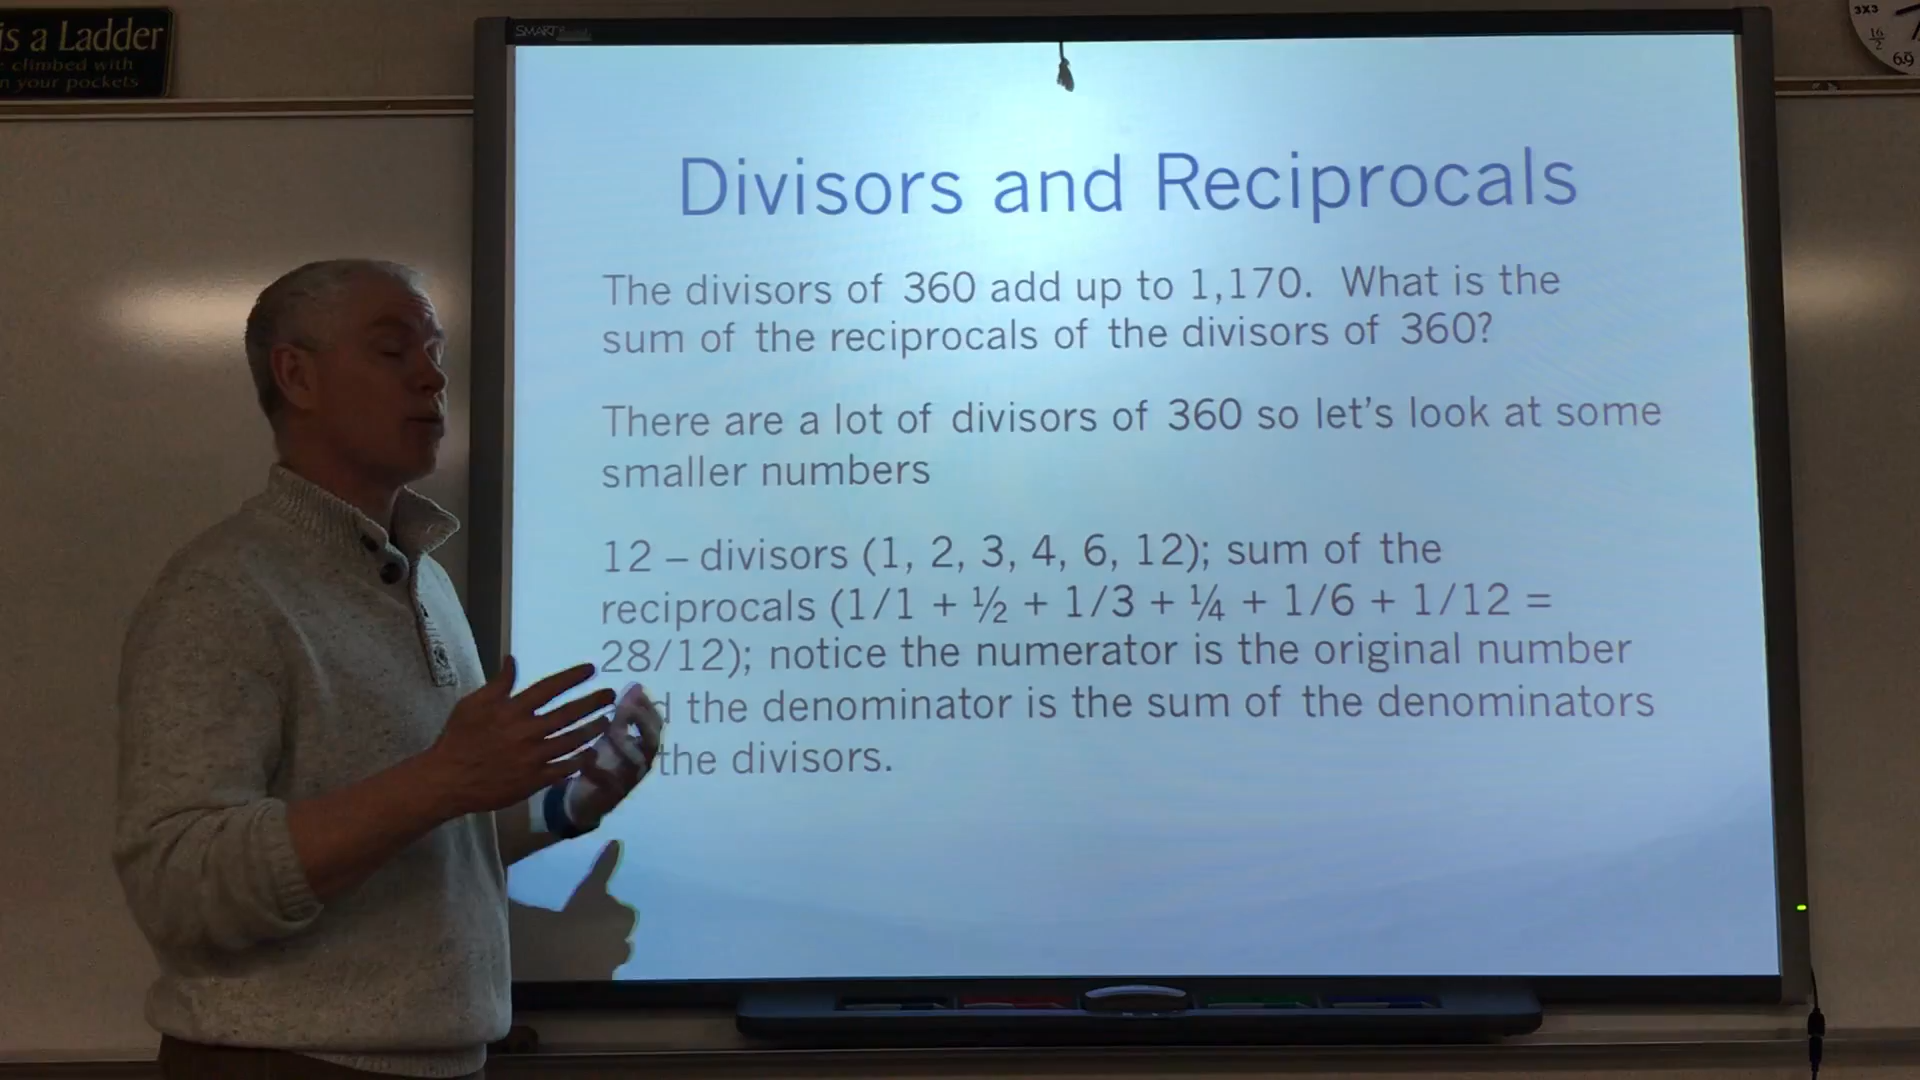 is a Ladder
climbed with
n your pockets
SMART
3X3
16/2
Divisors and Reciprocals
The divisors of 360 add up to 1,170. What is the
sum of the reciprocals of the divisors of 360?
There are a lot of divisors of 360 so let's look at some
smaller numbers
12 – divisors (1, 2, 3, 4, 6, 12); sum of the
reciprocals (1/1 + ½ + 1/3 + ¼ + 1/6 + 1/12 =
28/12); notice the numerator is the original number
the denominator is the sum of the denominators
the divisors.